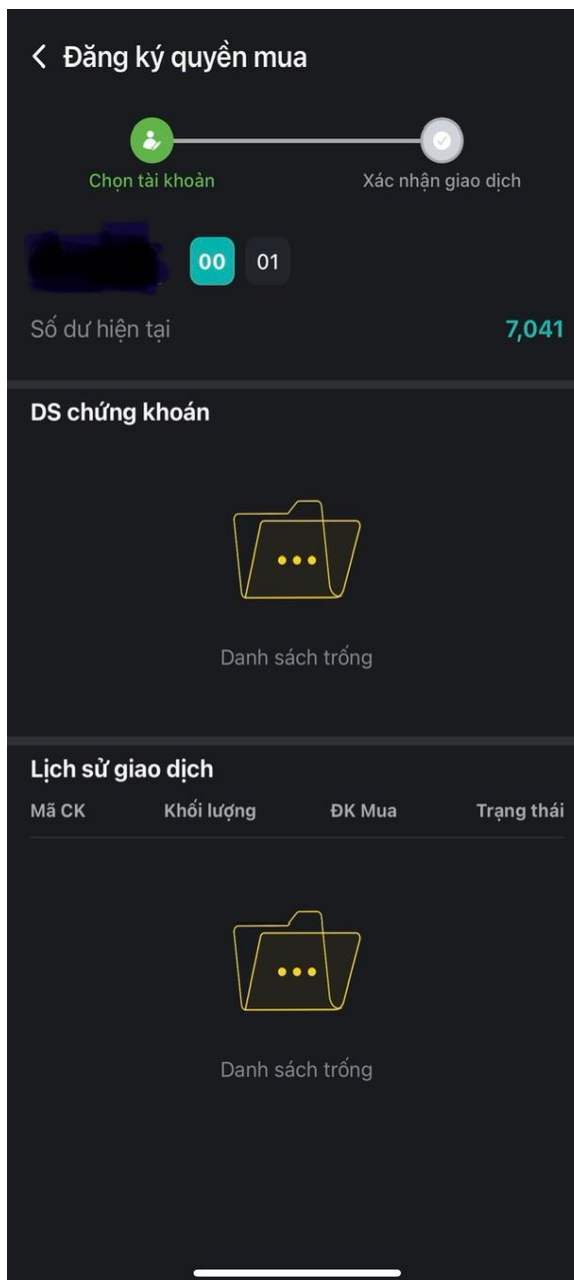 Đăng ký quyền mua
Chọn tài khoản Xác nhận giao dịch
00 01
Số dư hiện tại 7,041
DS chứng khoán
Danh sách trống
Lịch sử giao dịch
Mã CK Khối lượng ĐK Mua Trạng thái
Danh sách trống